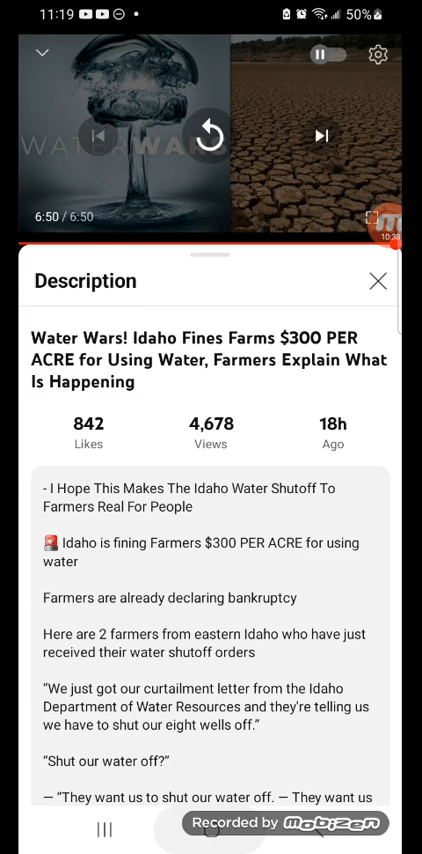 11:19
50%
WATERWARS
6:50 / 6:50
10:38
Description
Water Wars! Idaho Fines Farms $300 PER
ACRE for Using Water, Farmers Explain What
Is Happening
842
4,678
18h
Likes
Views
Ago
- I Hope This Makes The Idaho Water Shutoff To
Farmers Real For People
🚨 Idaho is fining Farmers $300 PER ACRE for using
water
Farmers are already declaring bankruptcy
Here are 2 farmers from eastern Idaho who have just
received their water shutoff orders
“We just got our curtailment letter from the Idaho
Department of Water Resources and they're telling us
we have to shut our eight wells off.”
“Shut our water off?”
— “They want us to shut our water off. — They want us
Recorded by mobizen